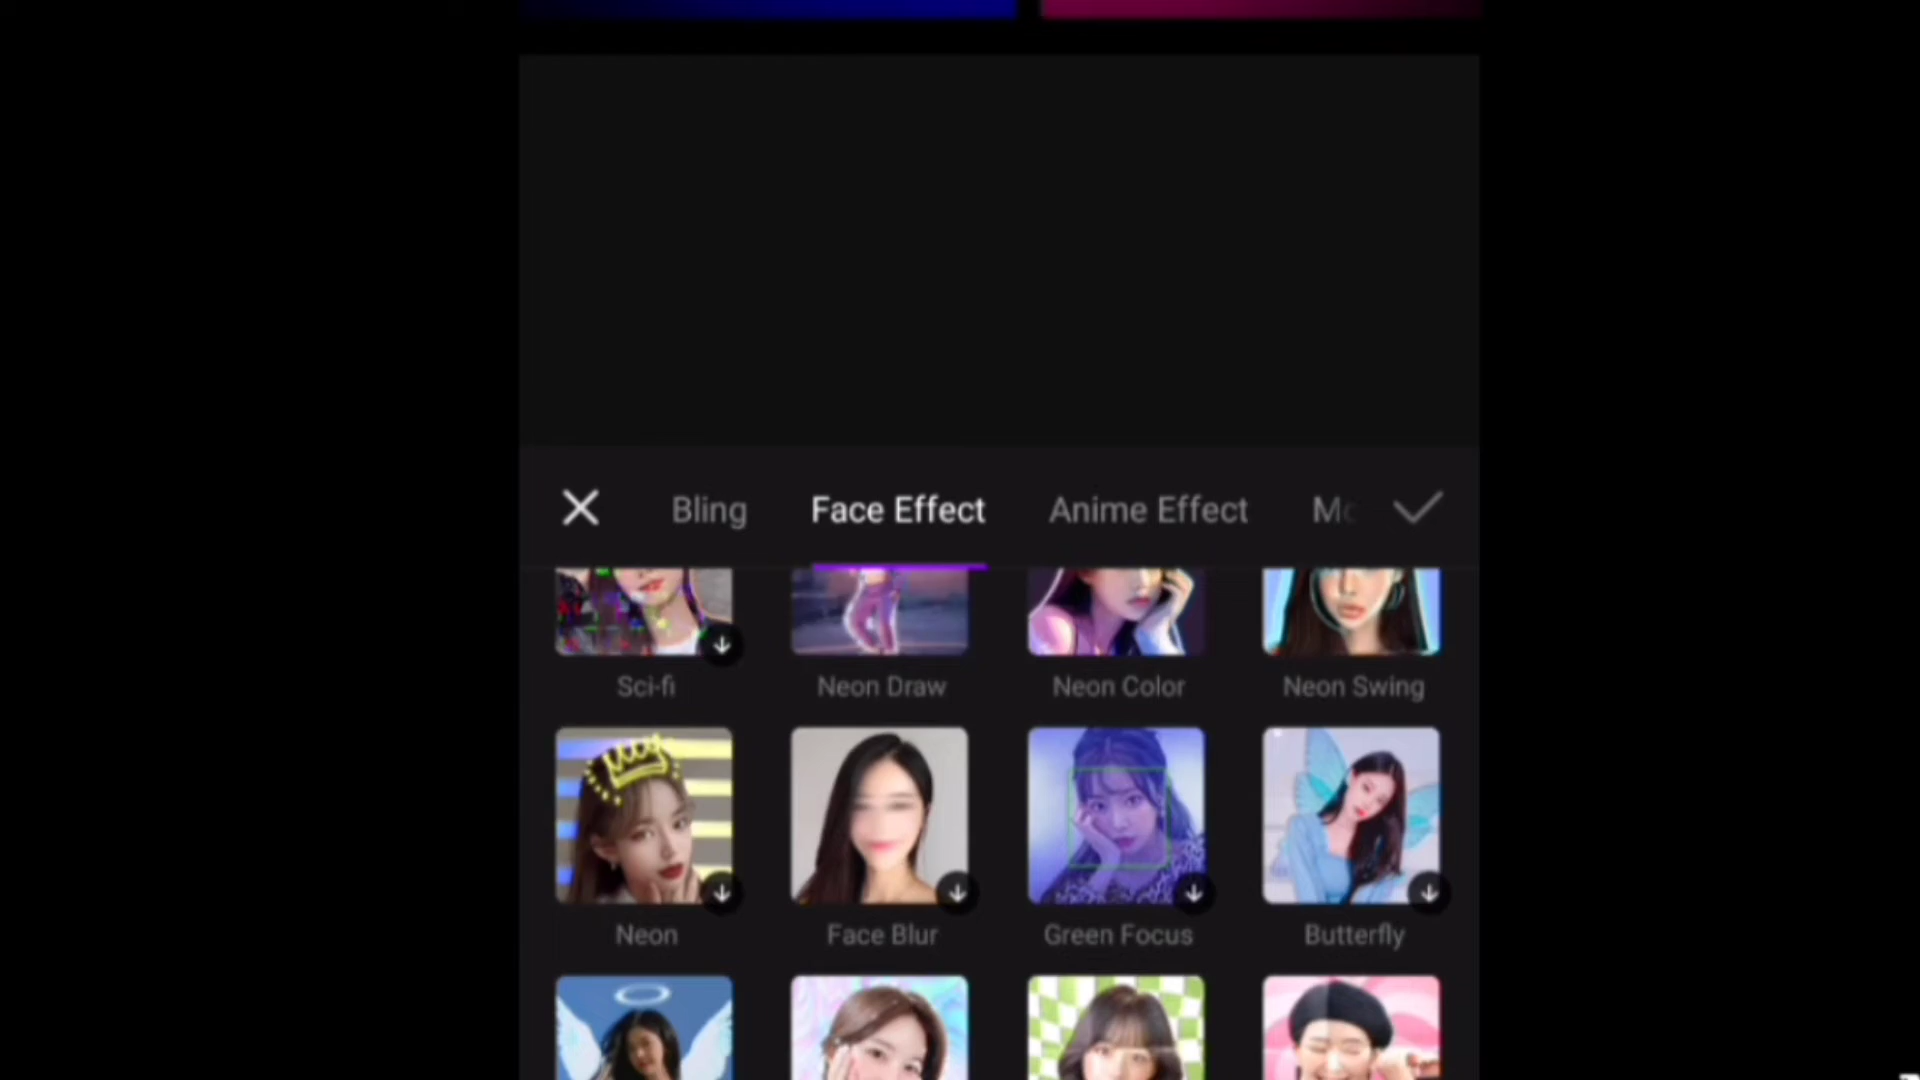 Bling Face Effect Anime Effect Mo
Sci-fi Neon Draw Neon Color Neon Swing
Neon Face Blur Green Focus Butterfly